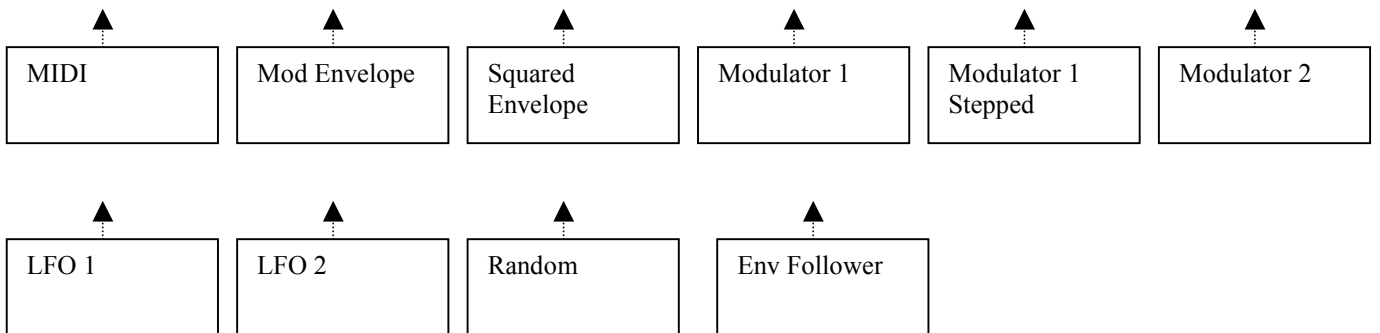 MIDI
Mod Envelope
Squared
Envelope
Modulator 1
Modulator 1
Stepped
Modulator 2
LFO 1
LFO 2
Random
Env Follower